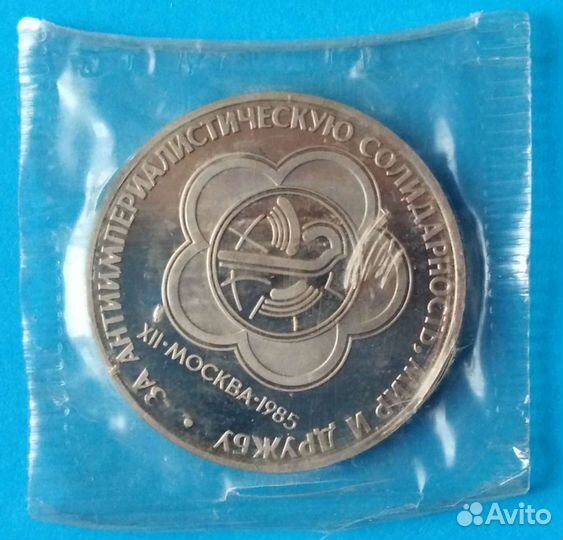 · ЗА АНТИИМПЕРИАЛИСТИЧЕСКУЮ СОЛИДАРНОСТЬ, МИР И ДРУЖБУ
XII·МОСКВА·1985
Avito